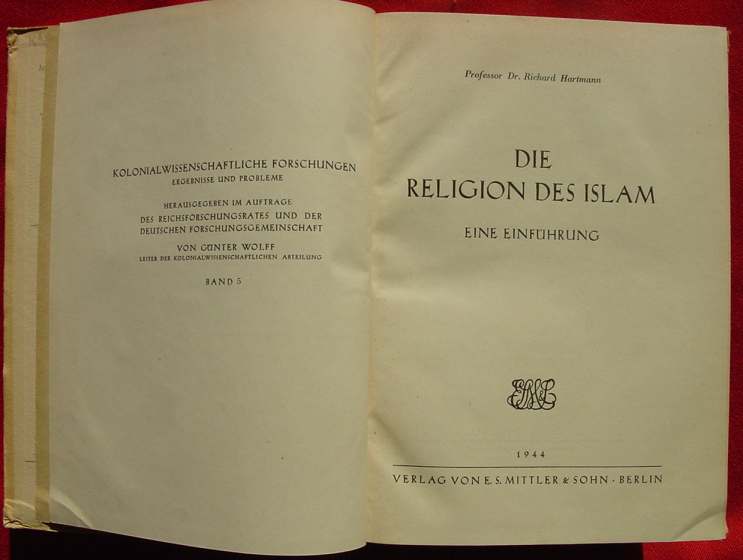 KOLONIALWISSENSCHAFTLICHE FORSCHUNGEN
ERGEBNISSE UND PROBLEME
HERAUSGEGEBEN IM AUFTRAGE
DES REICHSFORSCHUNGSRATES UND DER
DEUTSCHEN FORSCHUNGSGEMEINSCHAFT
VON GÜNTER WOLFF
LEITER DER KOLONIALWISSENSCHAFTLICHEN ABTEILUNG
BAND 5
Professor Dr. Richard Hartmann
DIE
RELIGION DES ISLAM
EINE EINFÜHRUNG
1944
VERLAG VON E. S. MITTLER & SOHN · BERLIN